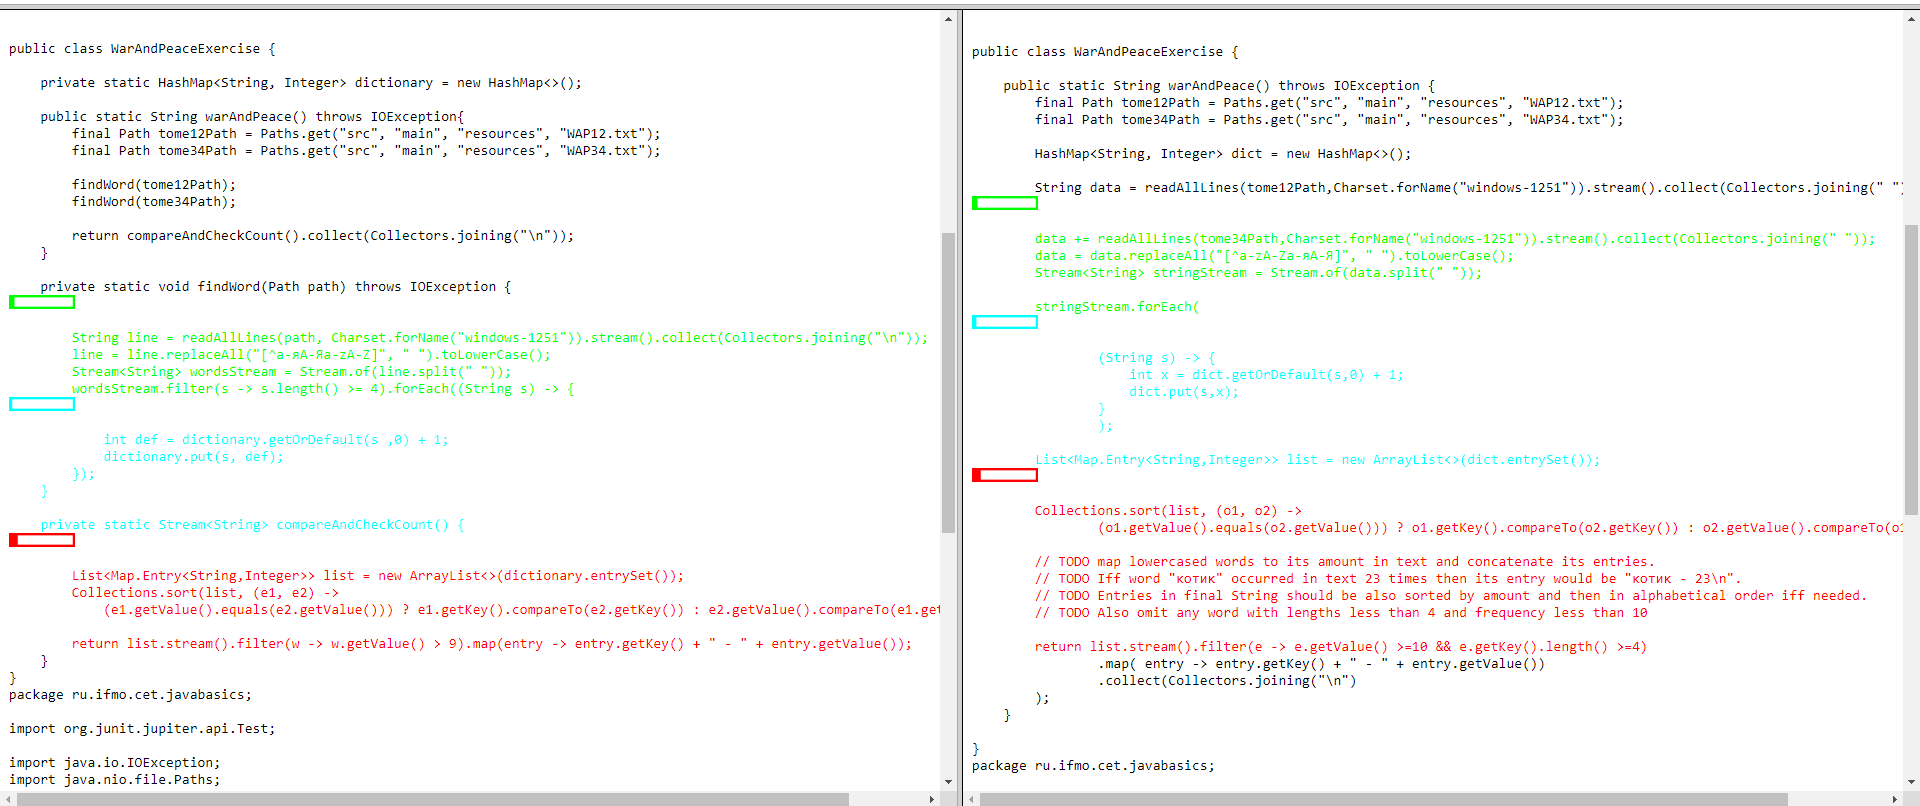 public class WarAndPeaceExercise {
private static HashMap<String, Integer> dictionary = new HashMap<>();
public static String warAndPeace() throws IOException{
final Path tome12Path = Paths.get("src", "main", "resources", "WAP12.txt");
final Path tome34Path = Paths.get("src", "main", "resources", "WAP34.txt");
findWord(tome12Path);
findWord(tome34Path);
return compareAndCheckCount().collect(Collectors.joining("\n"));
}
private static void findWord(Path path) throws IOException {
String line = readAllLines(path, Charset.forName("windows-1251")).stream().collect(Collectors.joining("\n"));
line = line.replaceAll("[^а-яА-Яa-zA-Z]", " ").toLowerCase();
Stream<String> wordsStream = Stream.of(line.split(" "));
wordsStream.filter(s -> s.length() >= 4).forEach((String s) -> {
int def = dictionary.getOrDefault(s ,0) + 1;
dictionary.put(s, def);
});
}
private static Stream<String> compareAndCheckCount() {
List<Map.Entry<String,Integer>> list = new ArrayList<>(dictionary.entrySet());
Collections.sort(list, (e1, e2) ->
(e1.getValue().equals(e2.getValue())) ? e1.getKey().compareTo(e2.getKey()) : e2.getValue().compareTo(e1.get
return list.stream().filter(w -> w.getValue() > 9).map(entry -> entry.getKey() + " - " + entry.getValue());
}
}
package ru.ifmo.cet.javabasics;
import org.junit.jupiter.api.Test;
import java.io.IOException;
import java.nio.file.Paths;
public class WarAndPeaceExercise {
public static String warAndPeace() throws IOException {
final Path tome12Path = Paths.get("src", "main", "resources", "WAP12.txt");
final Path tome34Path = Paths.get("src", "main", "resources", "WAP34.txt");
HashMap<String, Integer> dict = new HashMap<>();
String data = readAllLines(tome12Path,Charset.forName("windows-1251")).stream().collect(Collectors.joining(" ")
data += readAllLines(tome34Path,Charset.forName("windows-1251")).stream().collect(Collectors.joining(" "));
data = data.replaceAll("[^a-zA-Zа-яА-Я]", " ").toLowerCase();
Stream<String> stringStream = Stream.of(data.split(" "));
stringStream.forEach(
(String s) -> {
int x = dict.getOrDefault(s,0) + 1;
dict.put(s,x);
}
);
List<Map.Entry<String,Integer>> list = new ArrayList<>(dict.entrySet());
Collections.sort(list, (o1, o2) ->
(o1.getValue().equals(o2.getValue())) ? o1.getKey().compareTo(o2.getKey()) : o2.getValue().compareTo(o1
// TODO map lowercased words to its amount in text and concatenate its entries.
// TODO Iff word "котик" occurred in text 23 times then its entry would be "котик - 23\n".
// TODO Entries in final String should be also sorted by amount and then in alphabetical order iff needed.
// TODO Also omit any word with lengths less than 4 and frequency less than 10
return list.stream().filter(e -> e.getValue() >=10 && e.getKey().length() >=4)
.map( entry -> entry.getKey() + " - " + entry.getValue())
.collect(Collectors.joining("\n")
);
}
}
package ru.ifmo.cet.javabasics;